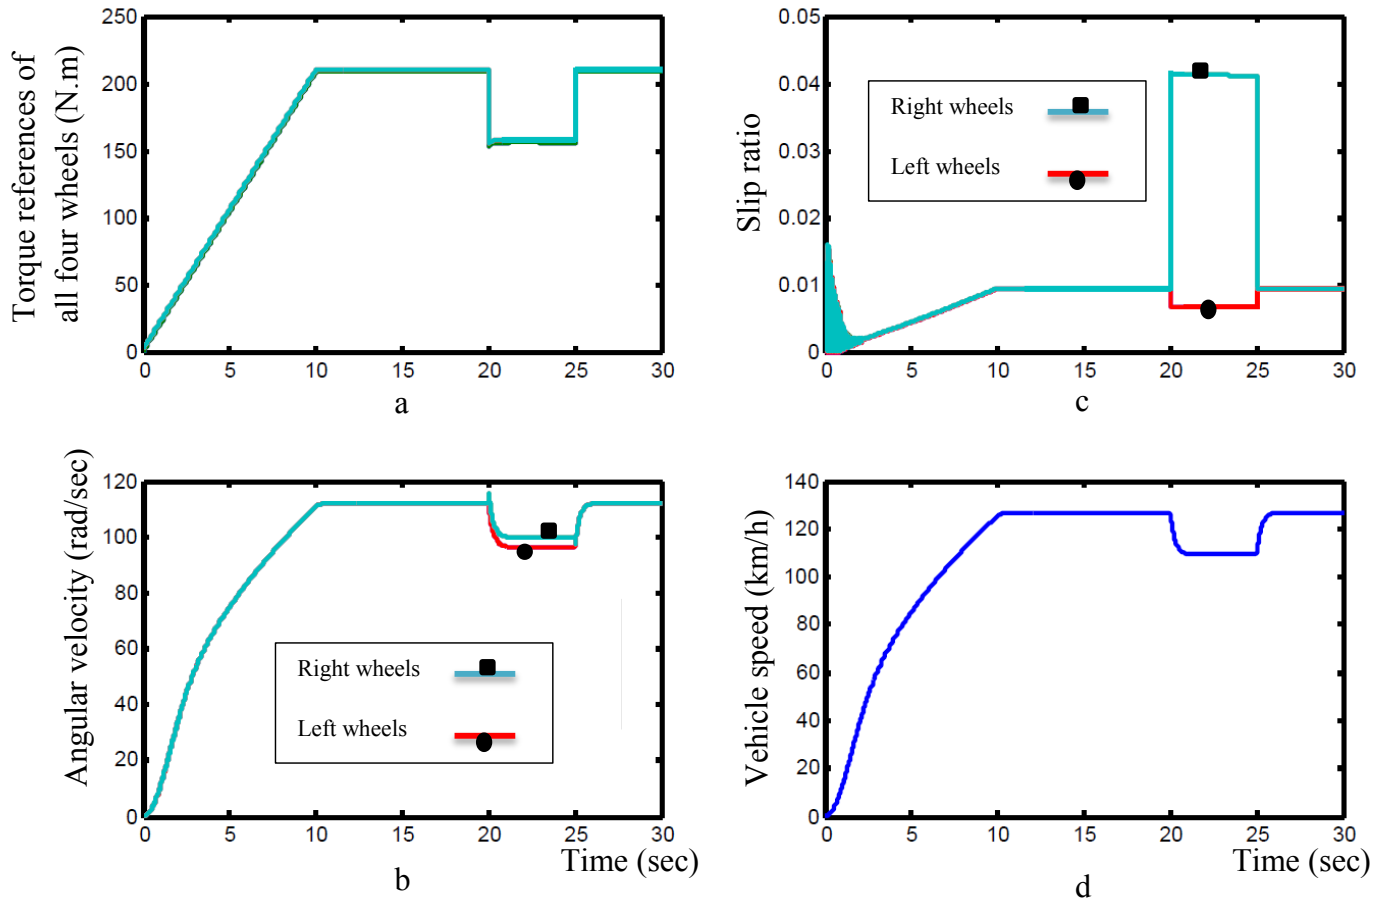 Torque references of
all four wheels (N.m)
250
200
150
100
50
0
0 5 10 15 20 25 30
a
Slip ratio
0.05
0.04
0.03
0.02
0.01
0
Right wheels
Left wheels
0 5 10 15 20 25 30
c
Angular velocity (rad/sec)
120
100
80
60
40
20
0
Right wheels
Left wheels
0 5 10 15 20 25 30
Time (sec)
b
Vehicle speed (km/h)
140
120
100
80
60
40
20
0
0 5 10 15 20 25 30
Time (sec)
d